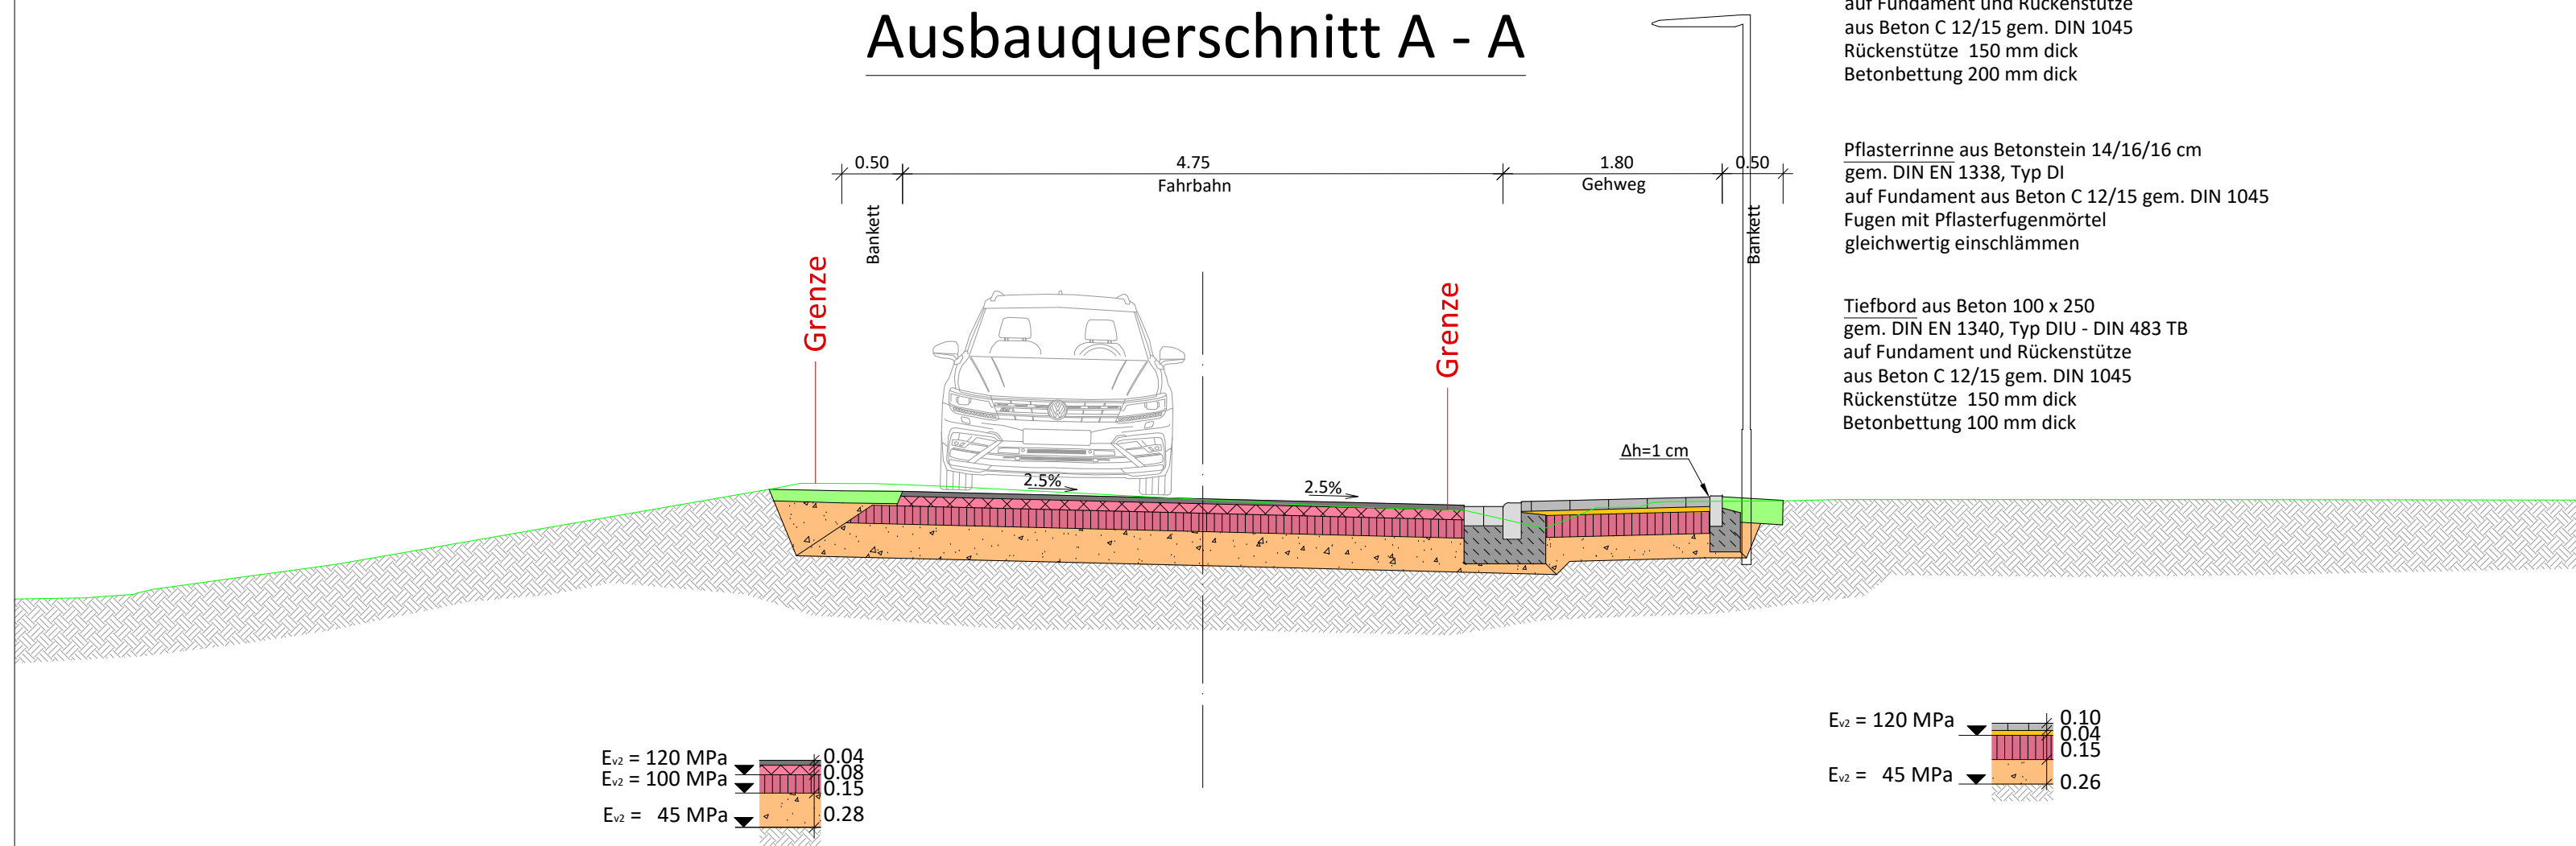 Ausbauquerschnitt A - A
auf Fundament und Rückenstütze
aus Beton C 12/15 gem. DIN 1045
Rückenstütze 150 mm dick
Betonbettung 200 mm dick
Pflasterrinne aus Betonstein 14/16/16 cm
gem. DIN EN 1338, Typ DI
auf Fundament aus Beton C 12/15 gem. DIN 1045
Fugen mit Pflasterfugenmörtel
gleichwertig einschlämmen
Tiefbord aus Beton 100 x 250
gem. DIN EN 1340, Typ DIU - DIN 483 TB
auf Fundament und Rückenstütze
aus Beton C 12/15 gem. DIN 1045
Rückenstütze 150 mm dick
Betonbettung 100 mm dick
0.50
4.75
1.80
0.50
Fahrbahn
Gehweg
Bankett
Bankett
Grenze
Grenze
Δh=1 cm
2.5%
2.5%
Ev2 = 120 MPa
Ev2 = 100 MPa
Ev2 = 45 MPa
0.04
0.08
0.15
0.28
Ev2 = 120 MPa
Ev2 = 45 MPa
0.10
0.04
0.15
0.26